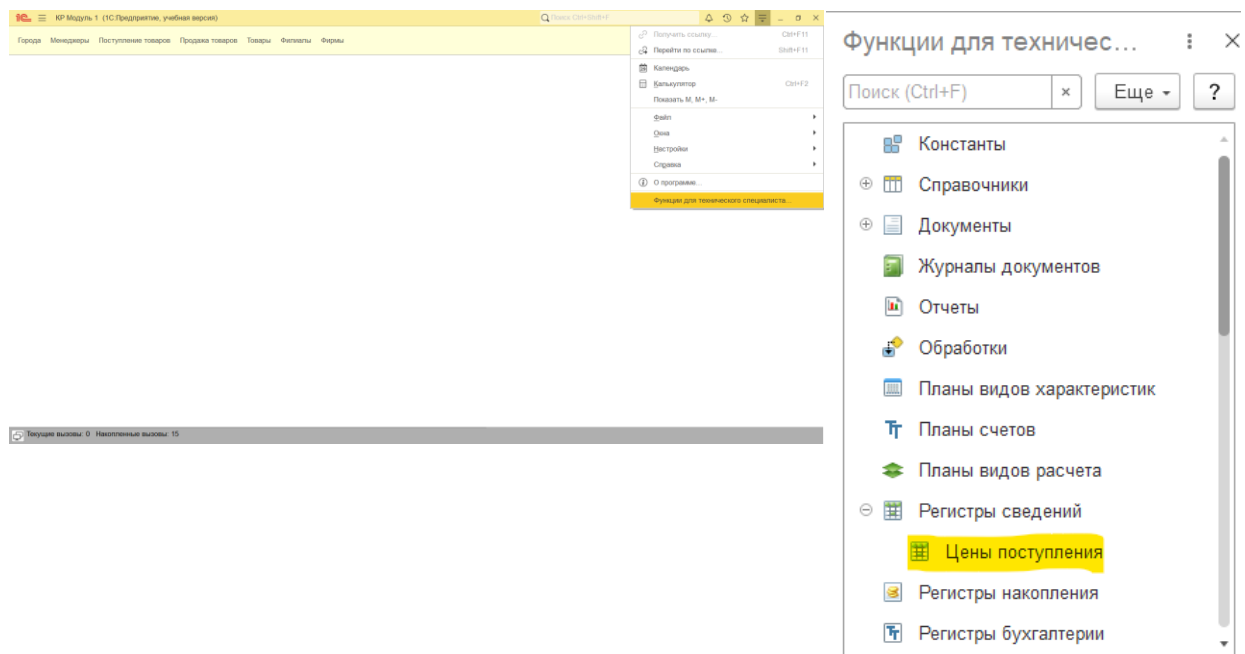 1С КР Модуль 1 (1С:Предприятие, учебная версия) Поиск Ctrl+Shift+F
Города Менеджеры Поступление товаров Продажа товаров Товары Филиалы Фирмы
Получить ссылку... Ctrl+F11
Перейти по ссылке... Shift+F11
Календарь
Калькулятор Ctrl+F2
Показать М, М+, М-
Файл
Окна
Настройки
Справка
О программе...
Функции для технического специалиста...
Текущие вызовы: 0 Накопленные вызовы: 15
Функции для техничес...
Поиск (Ctrl+F) × Еще ?
Константы
Справочники
Документы
Журналы документов
Отчеты
Обработки
Планы видов характеристик
Планы счетов
Планы видов расчета
Регистры сведений
Цены поступления
Регистры накопления
Регистры бухгалтерии